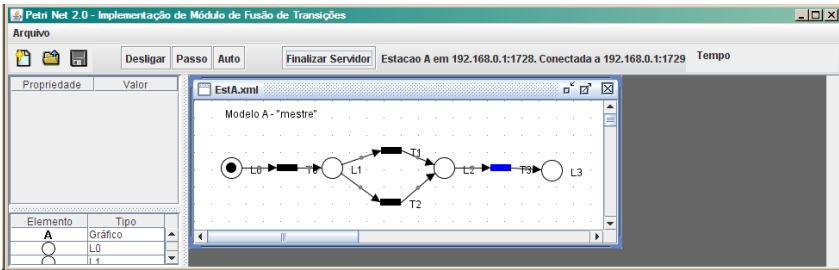 Petri Net 2.0 - Implementação de Módulo de Fusão de Transições
Arquivo
Desligar Passo Auto Finalizar Servidor Estacao A em 192.168.0.1:1728. Conectada a 192.168.0.1:1729 Tempo
Propriedade Valor
EstA.xml
Modelo A - "mestre"
T1
L0 T0 L1 L2 T3 L3
T2
Elemento Tipo
A Gráfico
L0
L1